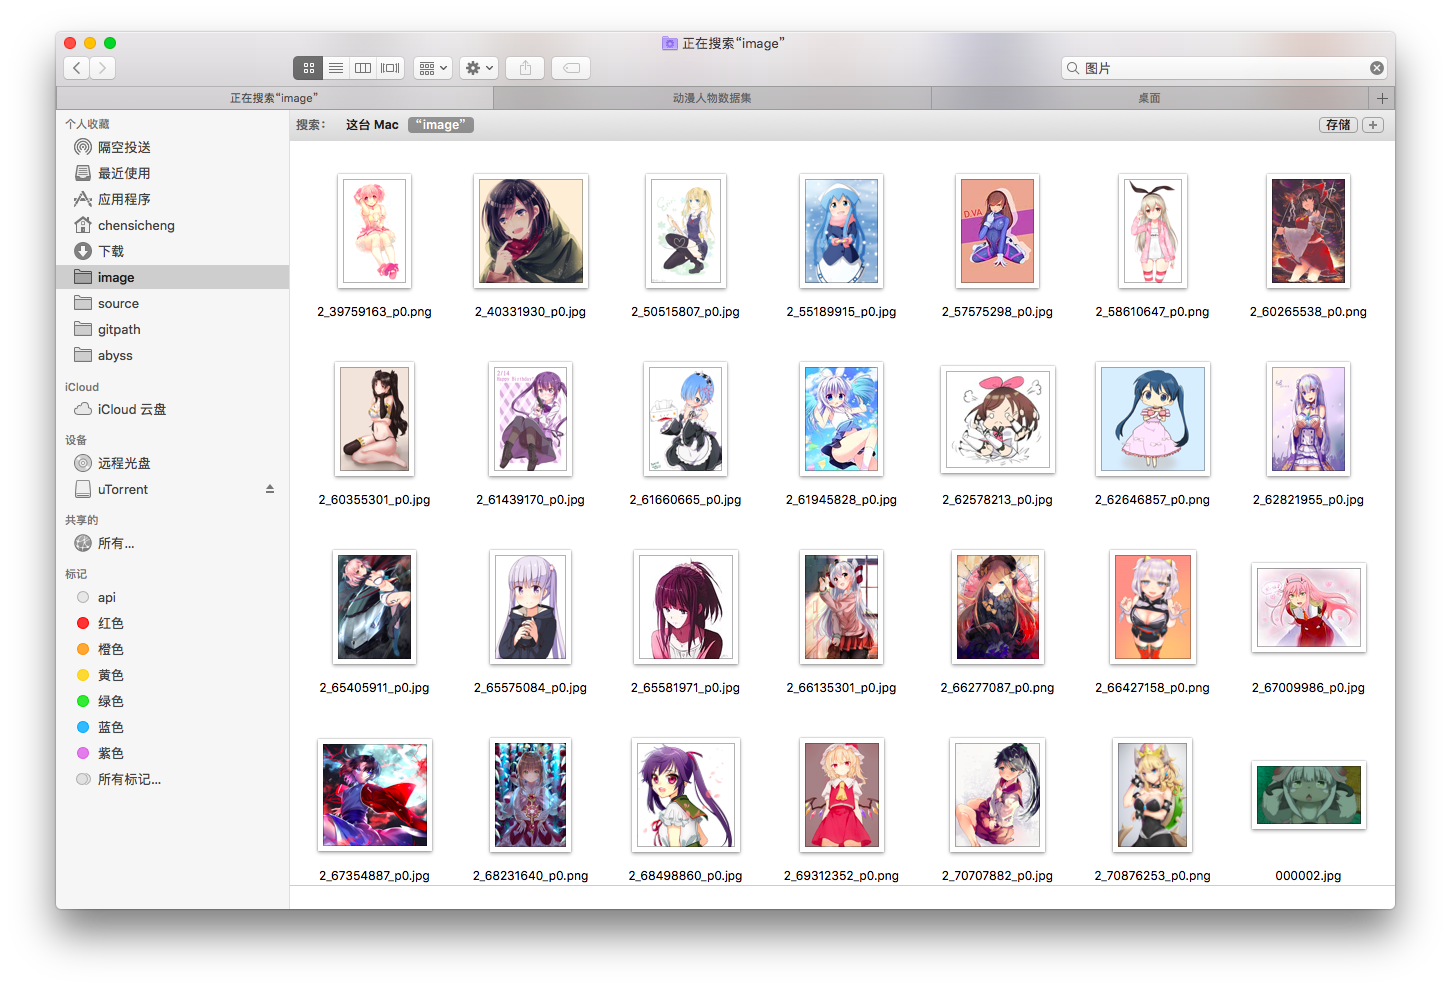 正在搜索“image”
图片
正在搜索“image”
动漫人物数据集
桌面
个人收藏
隔空投送
最近使用
应用程序
chensicheng
下载
image
source
gitpath
abyss
iCloud
iCloud 云盘
设备
远程光盘
uTorrent
共享的
所有...
标记
api
红色
橙色
黄色
绿色
蓝色
紫色
所有标记...
搜索： 这台 Mac “image” 存储
D.VA
2_39759163_p0.png 2_40331930_p0.jpg 2_50515807_p0.jpg 2_55189915_p0.jpg 2_57575298_p0.jpg 2_58610647_p0.png 2_60265538_p0.png
2/14
Happy Birthday
2_60355301_p0.jpg 2_61439170_p0.jpg 2_61660665_p0.jpg 2_61945828_p0.jpg 2_62578213_p0.jpg 2_62646857_p0.png 2_62821955_p0.jpg
2_65405911_p0.jpg 2_65575084_p0.jpg 2_65581971_p0.jpg 2_66135301_p0.jpg 2_66277087_p0.png 2_66427158_p0.png 2_67009986_p0.jpg
2_67354887_p0.jpg 2_68231640_p0.png 2_68498860_p0.jpg 2_69312352_p0.png 2_70707882_p0.jpg 2_70876253_p0.png 000002.jpg